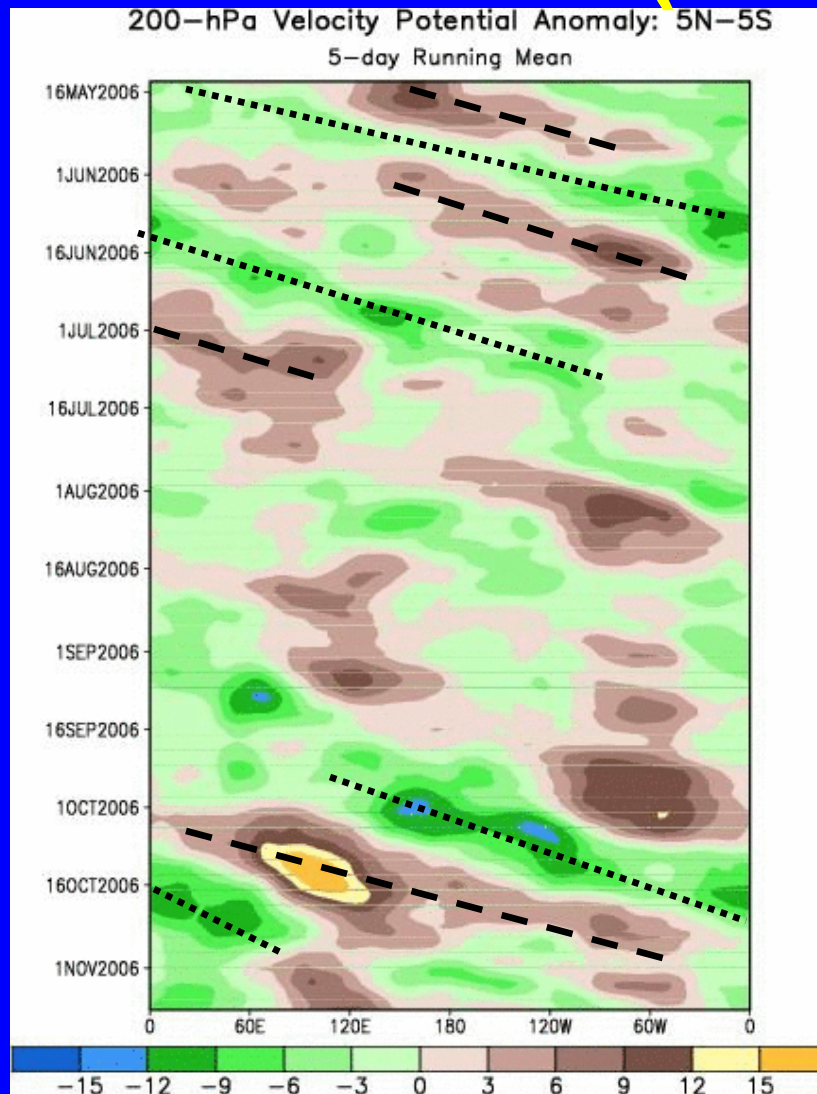 200-hPa Velocity Potential Anomaly: 5N-5S
5-day Running Mean
16MAY2006
1JUN2006
16JUN2006
1JUL2006
16JUL2006
1AUG2006
16AUG2006
1SEP2006
16SEP2006
1OCT2006
16OCT2006
1NOV2006
0 60E 120E 180 120W 60W 0
-15 -12 -9 -6 -3 0 3 6 9 12 15